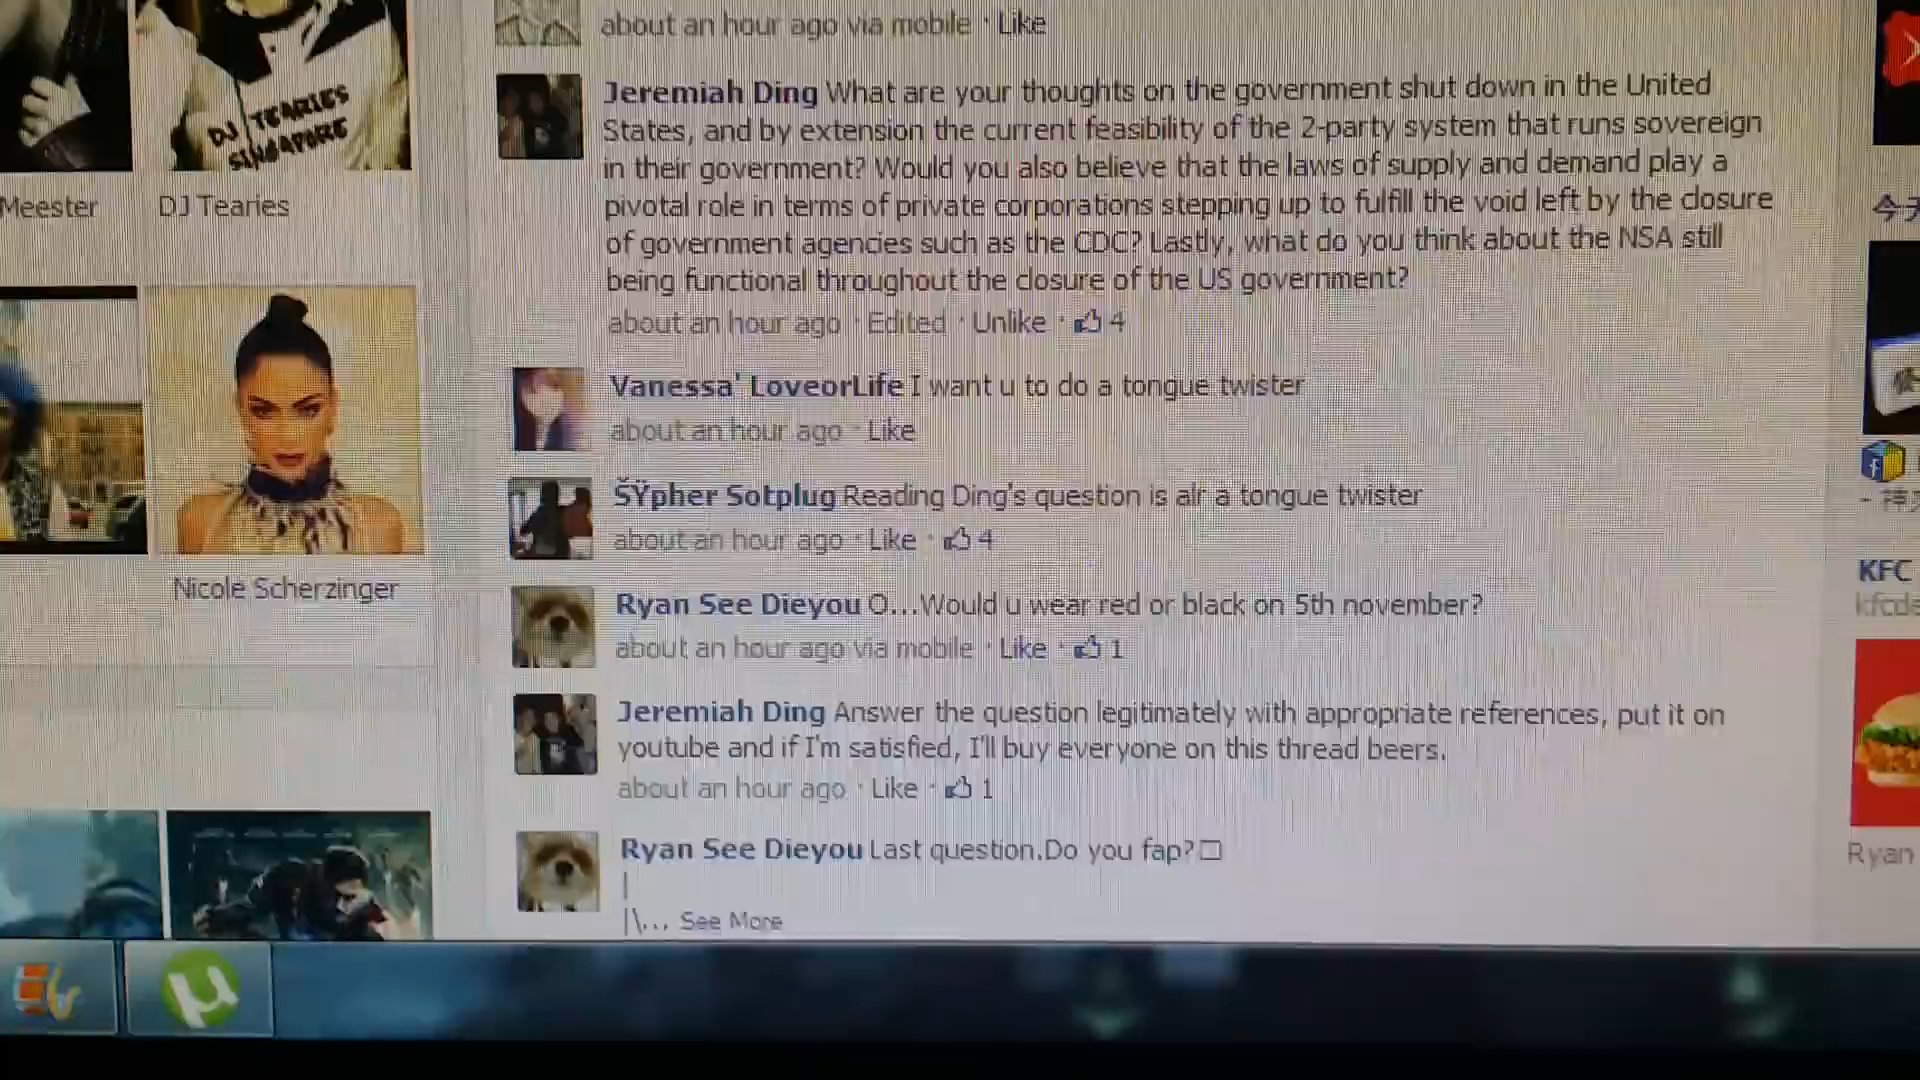 about an hour ago via mobile · Like
Jeremiah Ding What are your thoughts on the government shut down in the United
States, and by extension the current feasibility of the 2-party system that runs sovereign
in their government? Would you also believe that the laws of supply and demand play a
pivotal role in terms of private corporations stepping up to fulfill the void left by the closure
of government agencies such as the CDC? Lastly, what do you think about the NSA still
being functional throughout the closure of the US government?
about an hour ago · Edited · Unlike · 4
Vanessa' LoveorLife I want u to do a tongue twister
about an hour ago · Like
ŠŸpher Sotplug Reading Ding's question is alr a tongue twister
about an hour ago · Like · 4
Ryan See Dieyou O...Would u wear red or black on 5th november?
about an hour ago via mobile · Like · 1
Jeremiah Ding Answer the question legitimately with appropriate references, put it on
youtube and if I'm satisfied, I'll buy everyone on this thread beers.
about an hour ago · Like · 1
Ryan See Dieyou Last question.Do you fap?□
|
|\... See More
DJ TEARIES
SINGAPORE
Meester
DJ Tearies
Nicole Scherzinger
µ
今天
KFC
Ryan